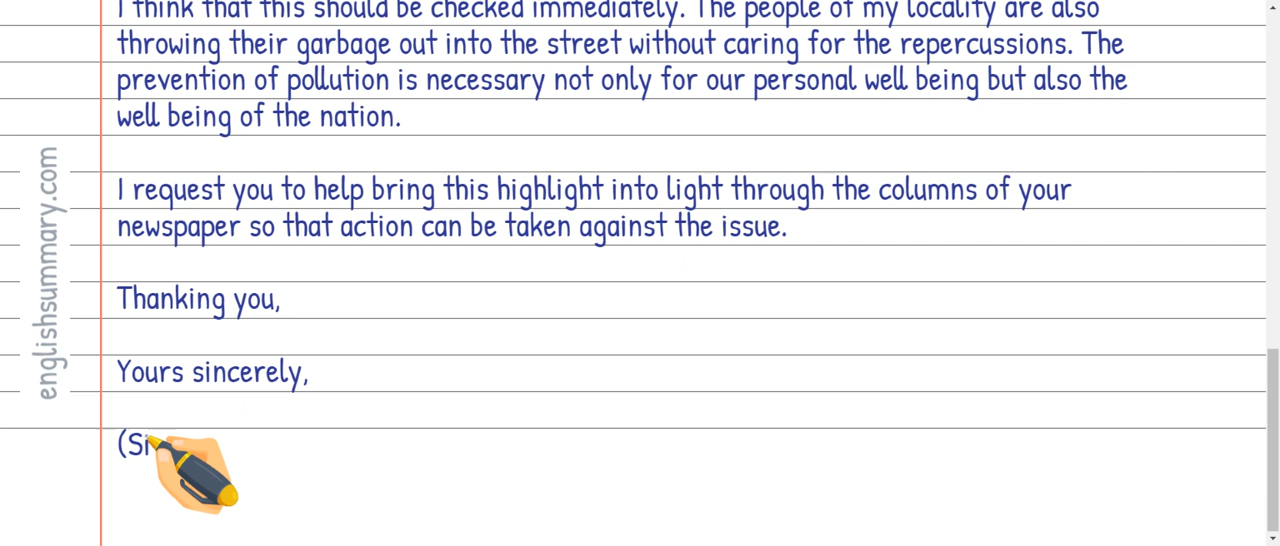 I think that this should be checked immediately. The people of my locality are also
throwing their garbage out into the street without caring for the repercussions. The
prevention of pollution is necessary not only for our personal well being but also the
well being of the nation.
I request you to help bring this highlight into light through the columns of your
newspaper so that action can be taken against the issue.
Thanking you,
Yours sincerely,
(Si
englishsummary.com